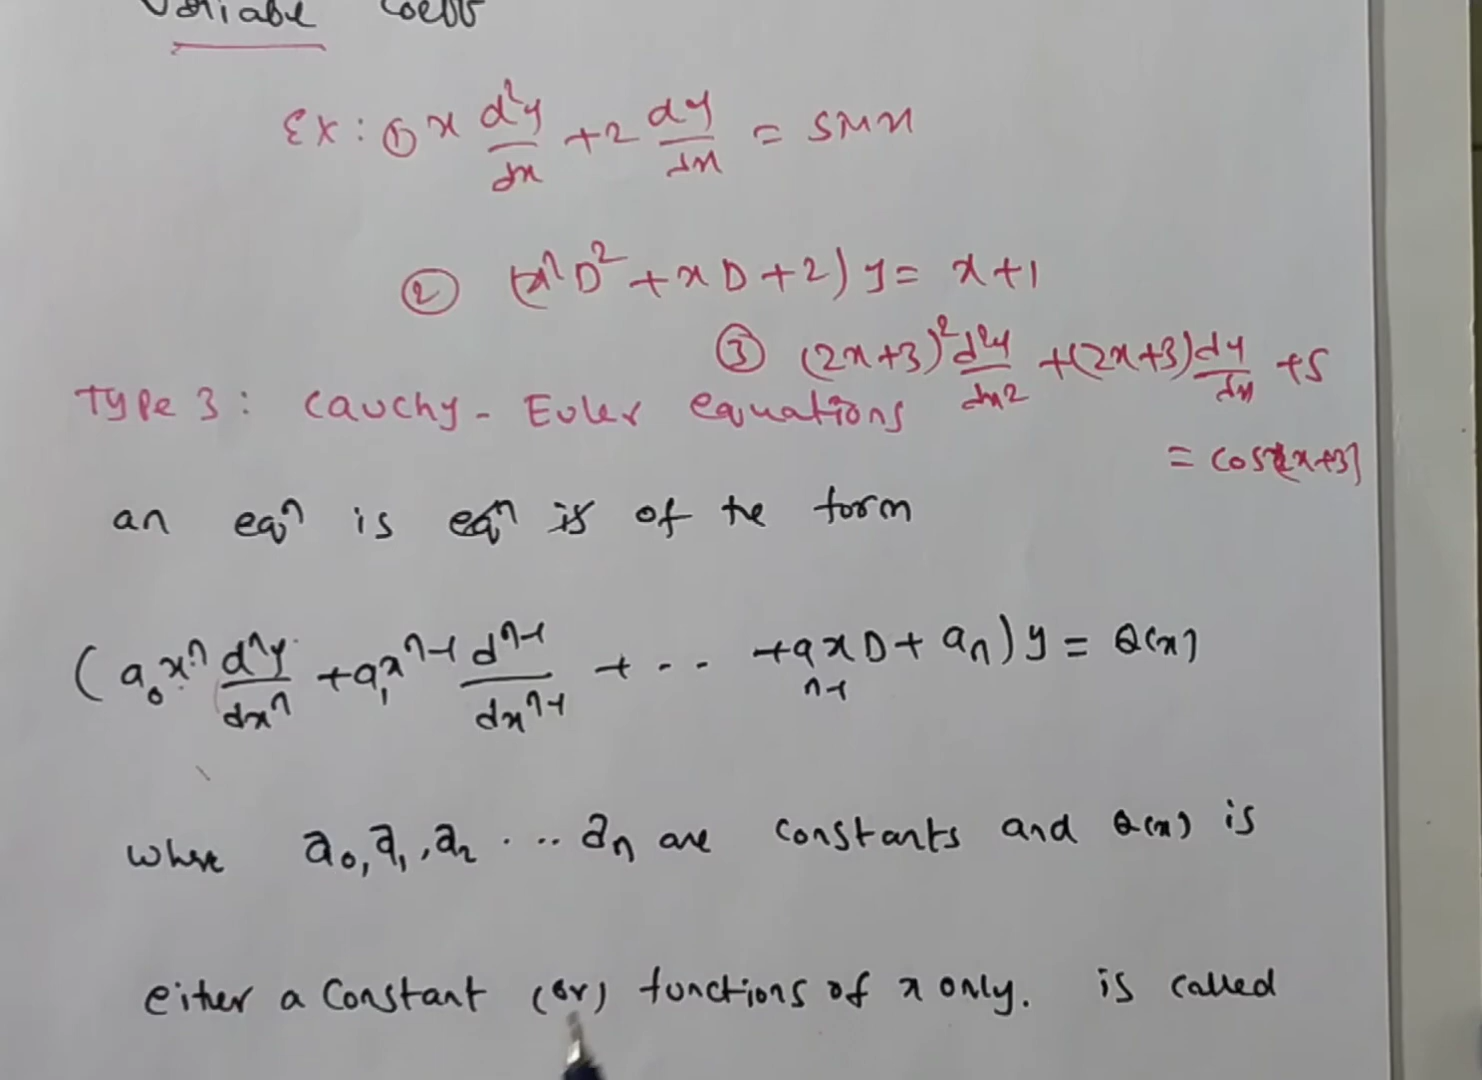 Variable coeff
Ex: ① x d²y/dx + 2 dy/dx = sinx
② (x²D² + xD + 2) y = x+1
③ (2x+3)² d²y/dx² + (2x+3) dy/dx + 5
= cos(2x+3)
Type 3: Cauchy - Euler equations
an eqⁿ is eqⁿ is of the form
(a₀xⁿ dⁿy/dxⁿ + a₁xⁿ⁻¹ dⁿ⁻¹/dxⁿ⁻¹ + ... + aₙ₋₁xD + aₙ) y = Q(x)
where a₀, a₁, a₂ ... aₙ are constants and Q(x) is
either a constant (or) functions of x only. is called